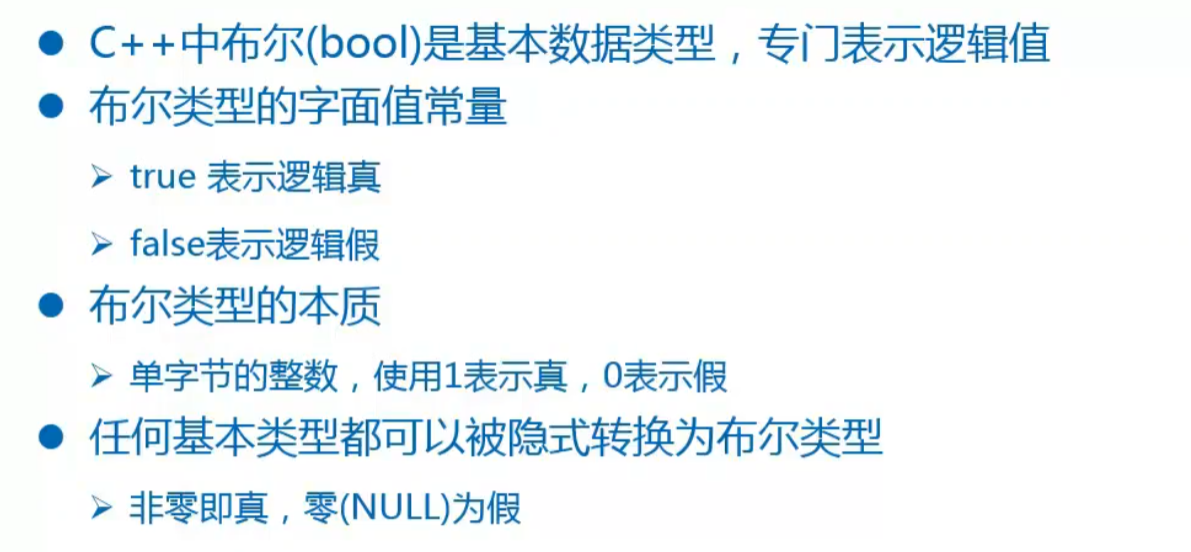 ● C++中布尔(bool)是基本数据类型，专门表示逻辑值
● 布尔类型的字面值常量
➢ true 表示逻辑真
➢ false表示逻辑假
● 布尔类型的本质
➢ 单字节的整数，使用1表示真，0表示假
● 任何基本类型都可以被隐式转换为布尔类型
➢ 非零即真，零(NULL)为假